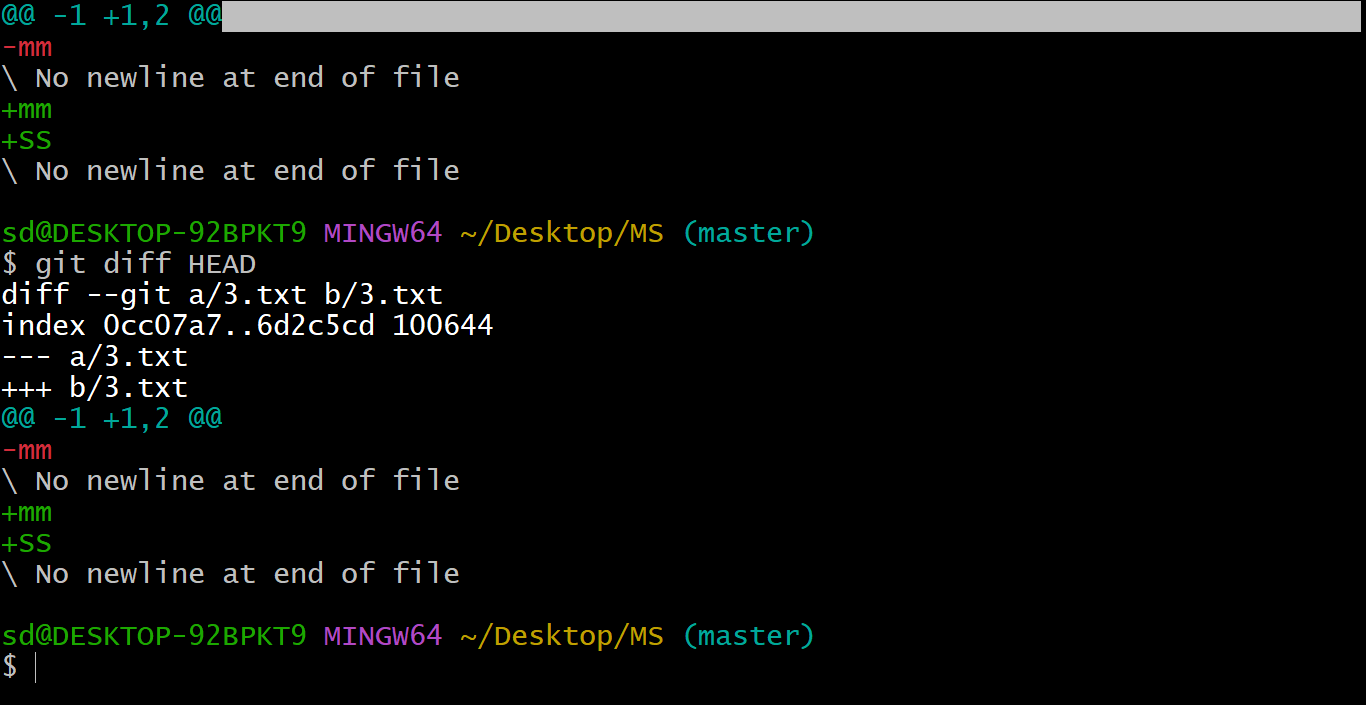 @@ -1 +1,2 @@
-mm
\ No newline at end of file
+mm
+SS
\ No newline at end of file
sd@DESKTOP-92BPKT9 MINGW64 ~/Desktop/MS (master)
$ git diff HEAD
diff --git a/3.txt b/3.txt
index 0cc07a7..6d2c5cd 100644
--- a/3.txt
+++ b/3.txt
@@ -1 +1,2 @@
-mm
\ No newline at end of file
+mm
+SS
\ No newline at end of file
sd@DESKTOP-92BPKT9 MINGW64 ~/Desktop/MS (master)
$